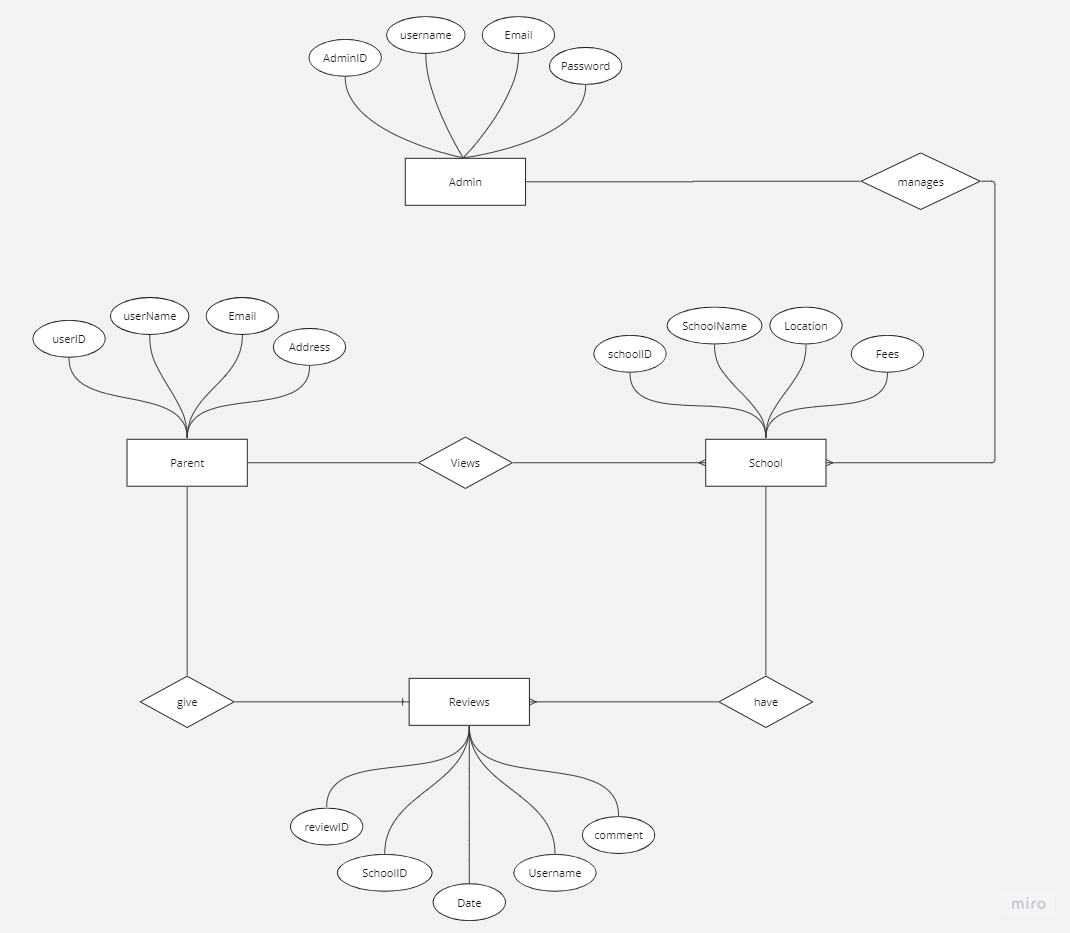 username
Email
AdminID
Password
Admin
manages
userName
Email
userID
Address
SchoolName
Location
schoolID
Fees
Parent
Views
School
give
Reviews
have
reviewID
comment
SchoolID
Username
Date
miro